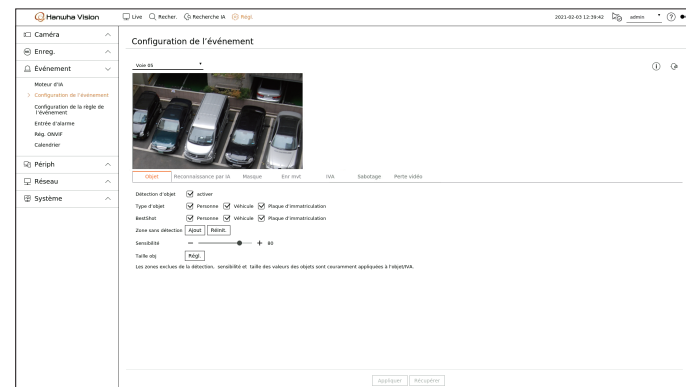 Hanwha Vision
Live Recher. Recherche IA Régl.
2021-02-03 12:39:42 admin
Caméra
Enreg.
Événement
Moteur d'IA
Configuration de l'événement
Configuration de la règle de l'événement
Entrée d'alarme
Rég. ONVIF
Calendrier
Périph
Réseau
Système
Configuration de l'événement
Voie 05
Objet Reconnaissance par IA Masque Enr mvt IVA Sabotage Perte vidéo
Détection d'objet activer
Type d'objet Personne Véhicule Plaque d'immatriculation
BestShot Personne Véhicule Plaque d'immatriculation
Zone sans détection Ajout Réinit.
Sensibilité 80
Taille obj Régl.
Les zones exclues de la détection, sensibilité et taille des valeurs des objets sont couramment appliquées à l'objet/IVA.
Appliquer Récupérer